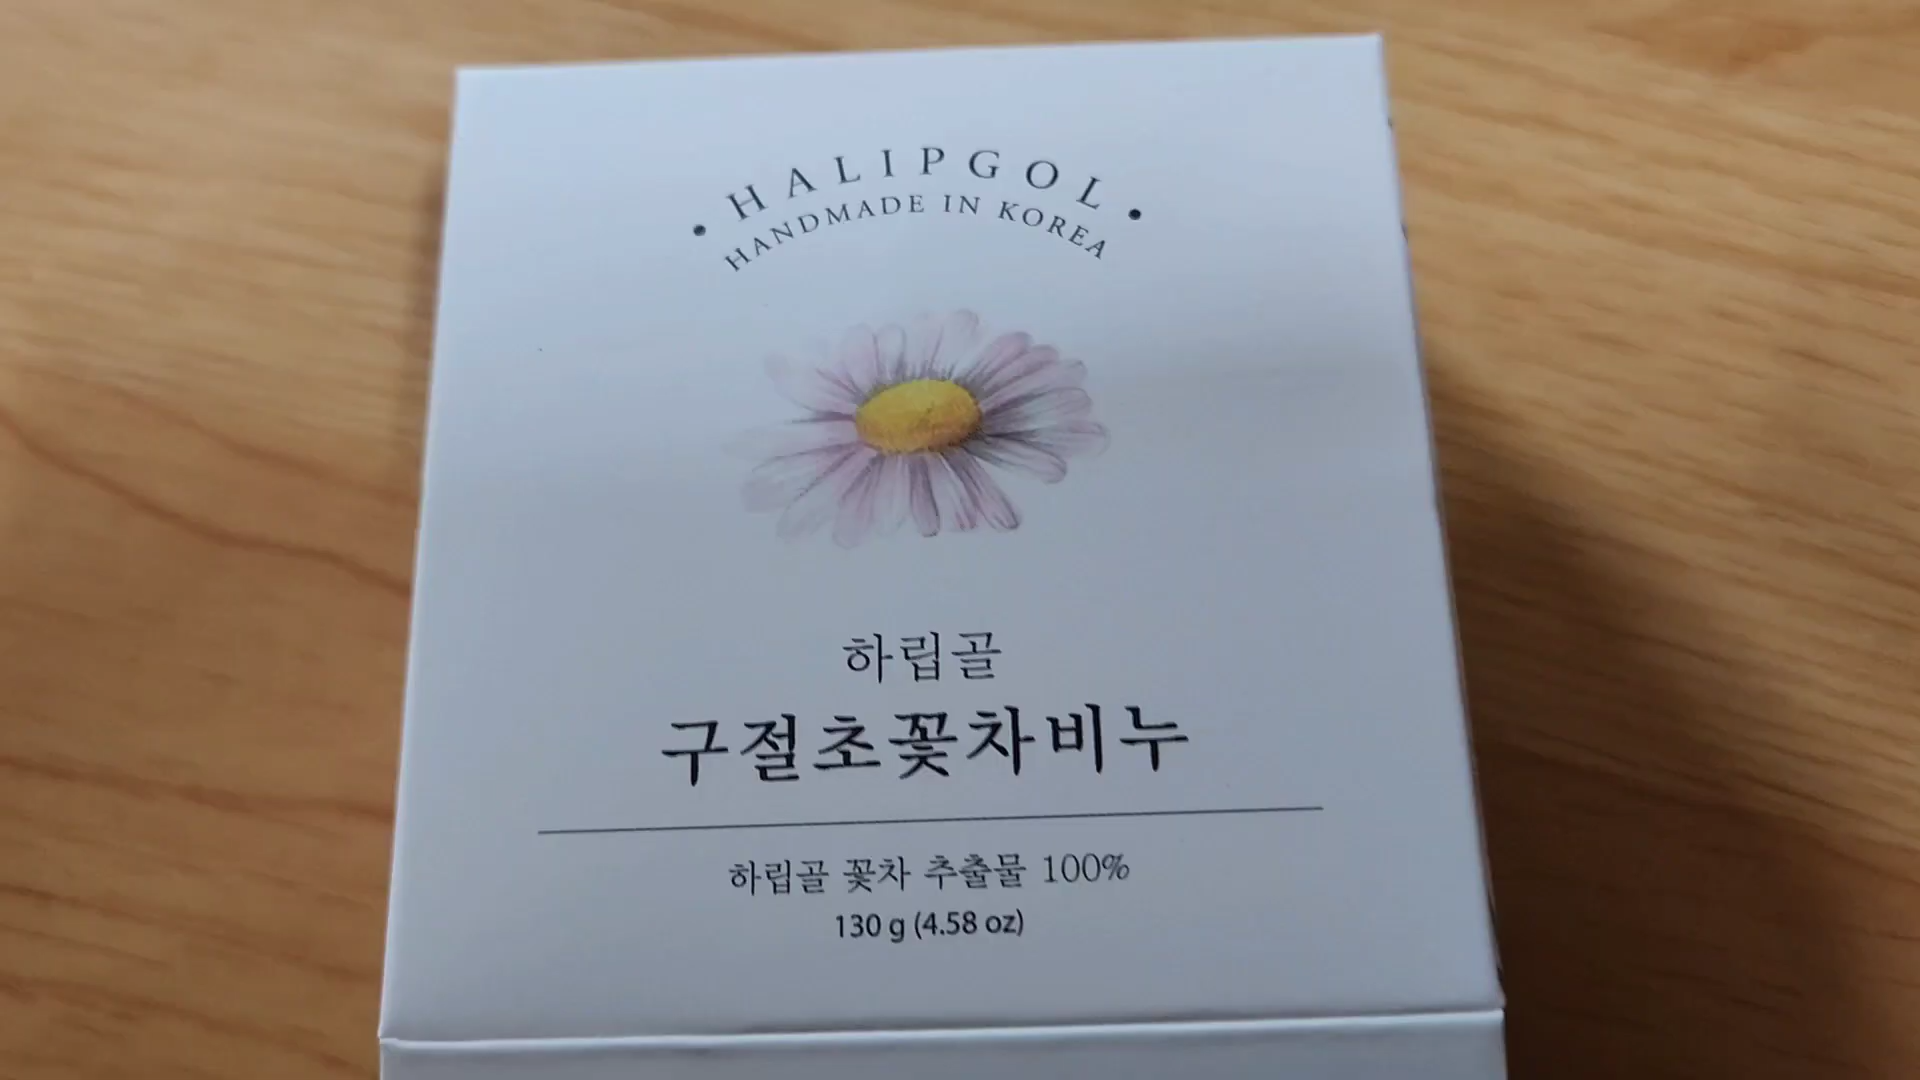 • HALIPGOL •
HANDMADE IN KOREA
하립골
구절초꽃차비누
하립골 꽃차 추출물 100%
130 g (4.58 oz)